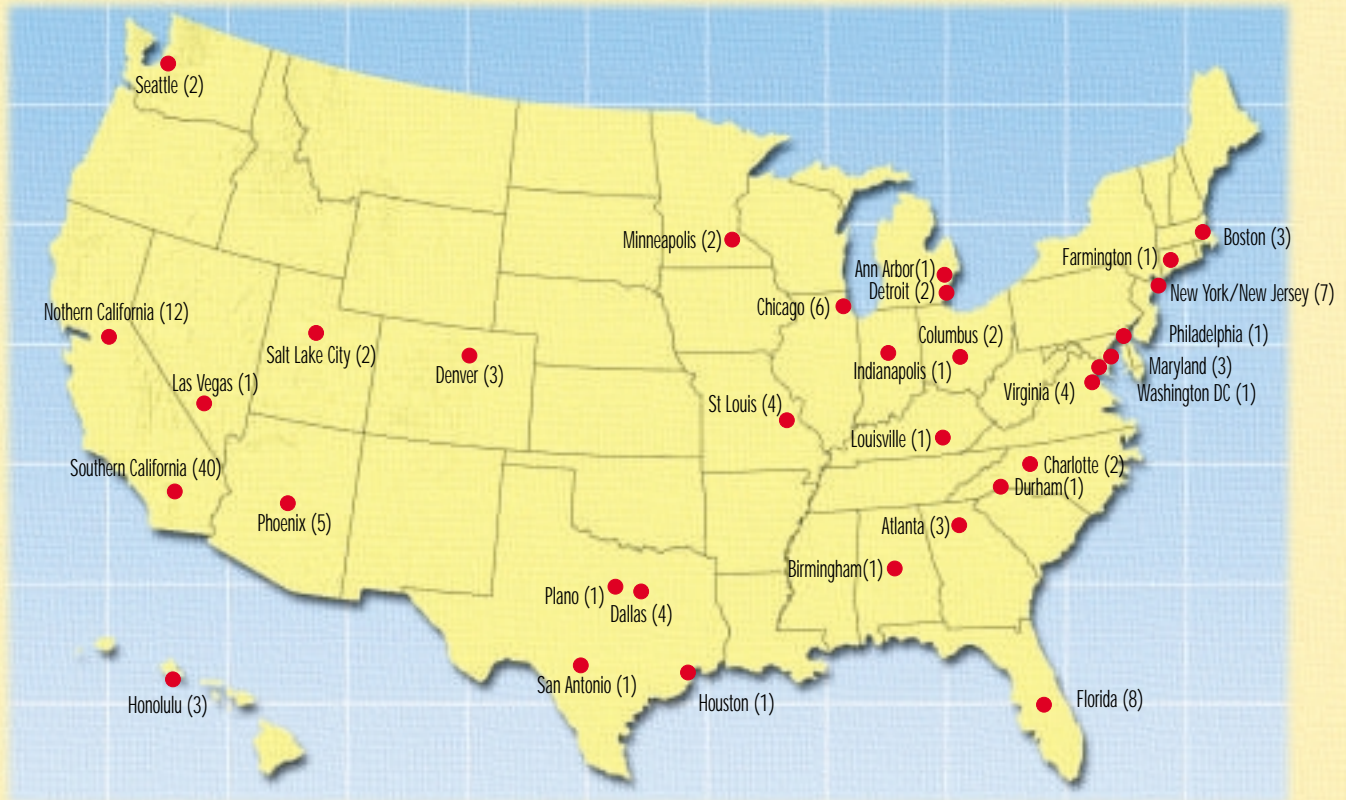 Seattle (2)
Minneapolis (2)
Boston (3)
Farmington (1)
Ann Arbor(1)
Detroit (2)
New York/New Jersey (7)
Chicago (6)
Nothern California (12)
Columbus (2)
Philadelphia (1)
Salt Lake City (2)
Denver (3)
Indianapolis (1)
Maryland (3)
Las Vegas (1)
Virginia (4)
Washington DC (1)
St Louis (4)
Louisville (1)
Southern California (40)
Charlotte (2)
Durham(1)
Phoenix (5)
Atlanta (3)
Birmingham(1)
Plano (1)
Dallas (4)
San Antonio (1)
Honolulu (3)
Houston (1)
Florida (8)